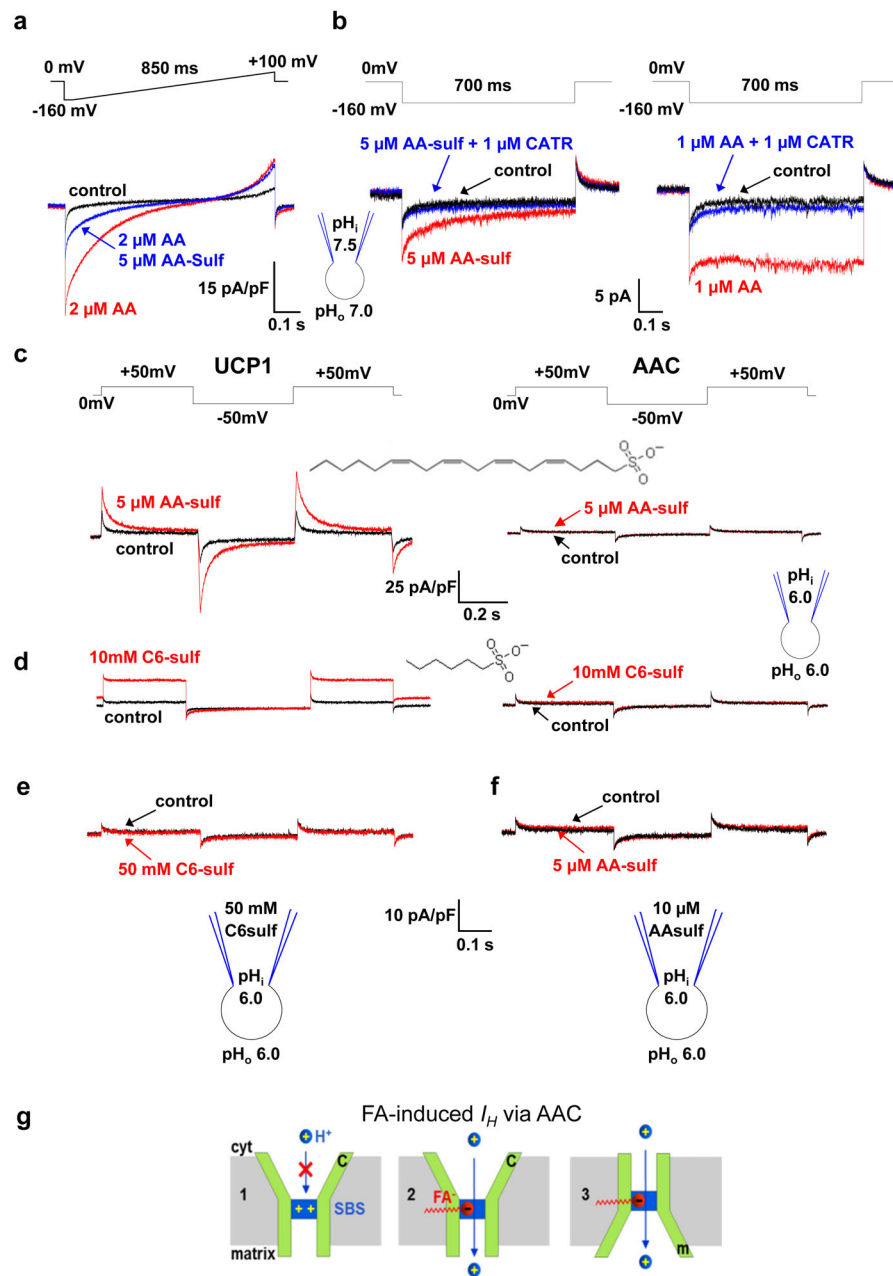 a
0 mV
850 ms
+100 mV
-160 mV
control
2 µM AA
5 µM AA-Sulf
2 µM AA
15 pA/pF
0.1 s
b
0mV
700 ms
-160 mV
5 µM AA-sulf + 1 µM CATR
control
5 µM AA-sulf
pHi
7.5
pHo 7.0
0mV
700 ms
-160 mV
1 µM AA + 1 µM CATR
control
1 µM AA
5 pA
0.1 s
c
UCP1
+50mV
+50mV
0mV
-50mV
AAC
+50mV
+50mV
0mV
-50mV
O
O
O−
S
5 µM AA-sulf
control
25 pA/pF
0.2 s
5 µM AA-sulf
control
pHi
6.0
pHo 6.0
d
10mM C6-sulf
control
O
O
O−
S
10mM C6-sulf
control
e
control
50 mM C6-sulf
10 pA/pF
0.1 s
50 mM
C6sulf
pHi
6.0
pHo 6.0
f
control
5 µM AA-sulf
10 µM
AAsulf
pHi
6.0
pHo 6.0
g
FA-induced IH via AAC
cyt
+ H+
C
1
+ +
SBS
matrix
+
C
2
FA-
-
+
+
3
-
m
+